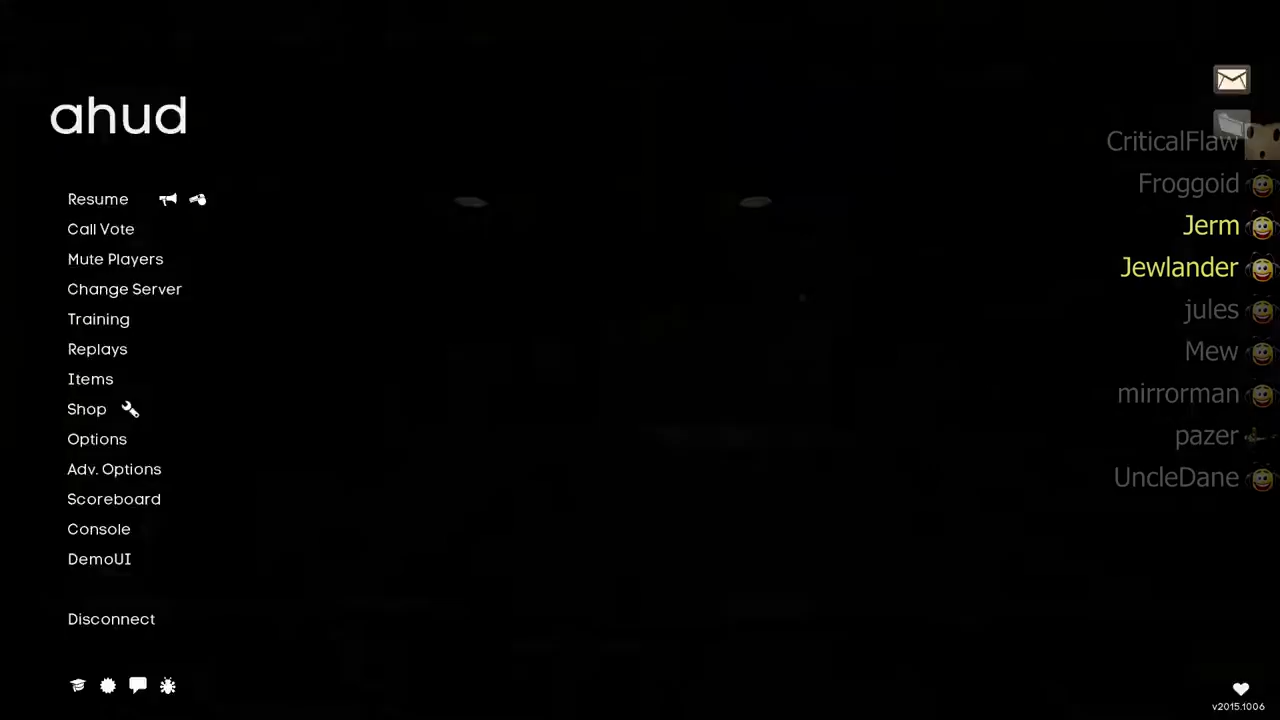 ahud
Resume
Call Vote
Mute Players
Change Server
Training
Replays
Items
Shop
Options
Adv. Options
Scoreboard
Console
DemoUI
Disconnect
CriticalFlaw
Froggoid
Jerm
Jewlander
jules
Mew
mirrorman
pazer
UncleDane
v2015.1006